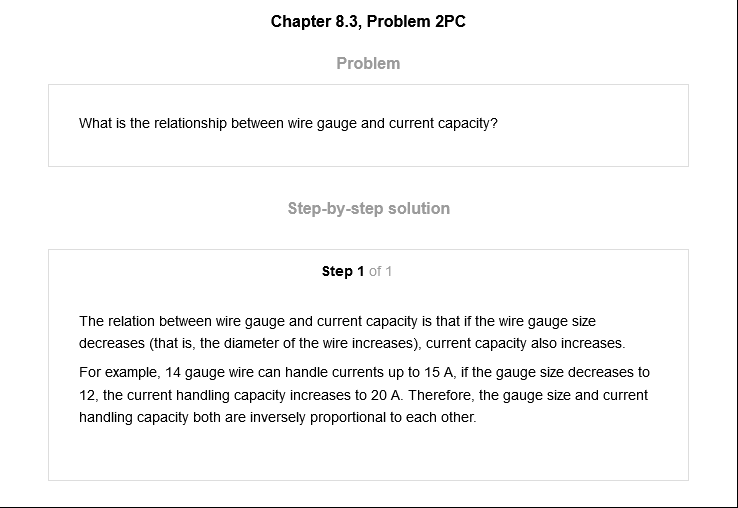 Chapter 8.3, Problem 2PC
Problem
What is the relationship between wire gauge and current capacity?
Step-by-step solution
Step 1 of 1
The relation between wire gauge and current capacity is that if the wire gauge size
decreases (that is, the diameter of the wire increases), current capacity also increases.
For example, 14 gauge wire can handle currents up to 15 A, if the gauge size decreases to
12, the current handling capacity increases to 20 A. Therefore, the gauge size and current
handling capacity both are inversely proportional to each other.